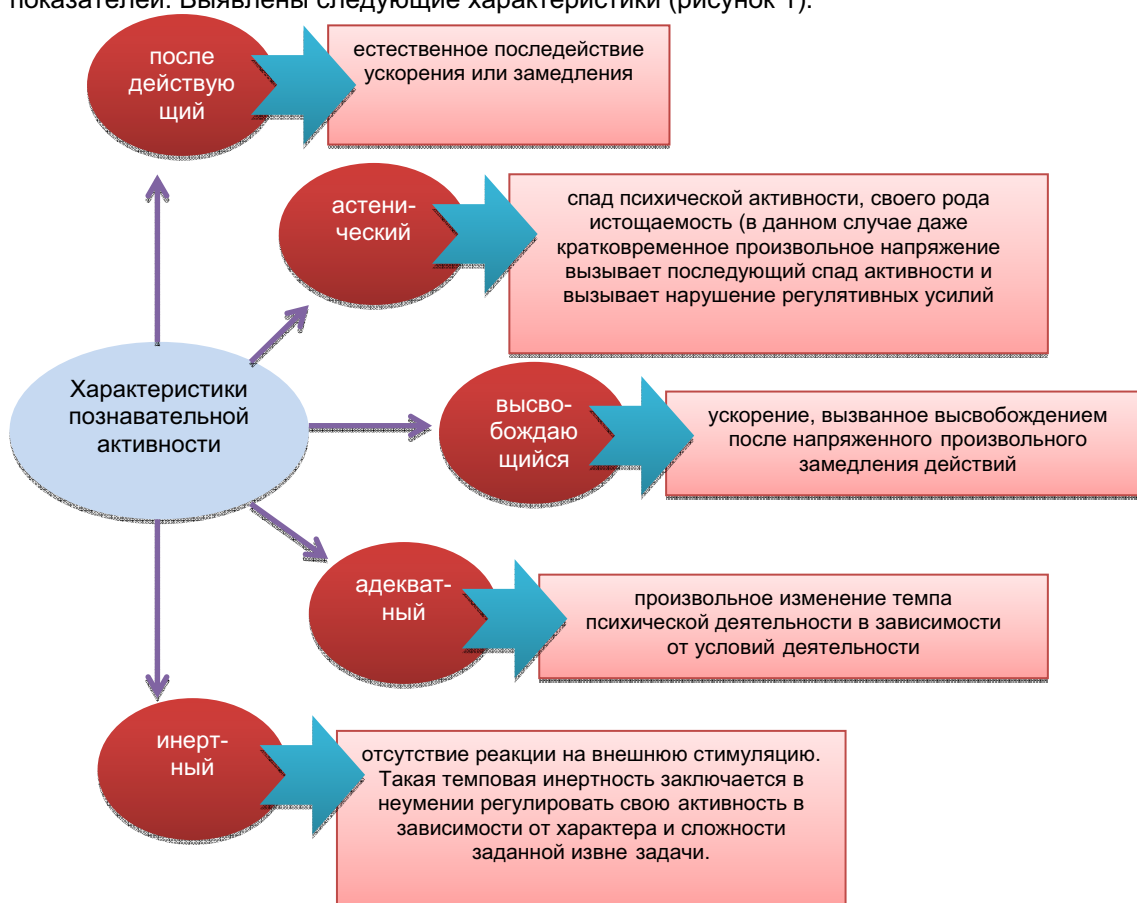 показателей. Выявлены следующие характеристики (рисунок 1).
после
действую
щий
естественное последействие
ускорения или замедления
астени-
ческий
спад психической активности, своего рода
истощаемость (в данном случае даже
кратковременное произвольное напряжение
вызывает последующий спад активности и
вызывает нарушение регулятивных усилий
Характеристики
познавательной
активности
высво-
бождаю
щийся
ускорение, вызванное высвобождением
после напряженного произвольного
замедления действий
адекват-
ный
произвольное изменение темпа
психической деятельности в зависимости
от условий деятельности
инерт-
ный
отсутствие реакции на внешнюю стимуляцию.
Такая темповая инертность заключается в
неумении регулировать свою активность в
зависимости от характера и сложности
заданной извне задачи.